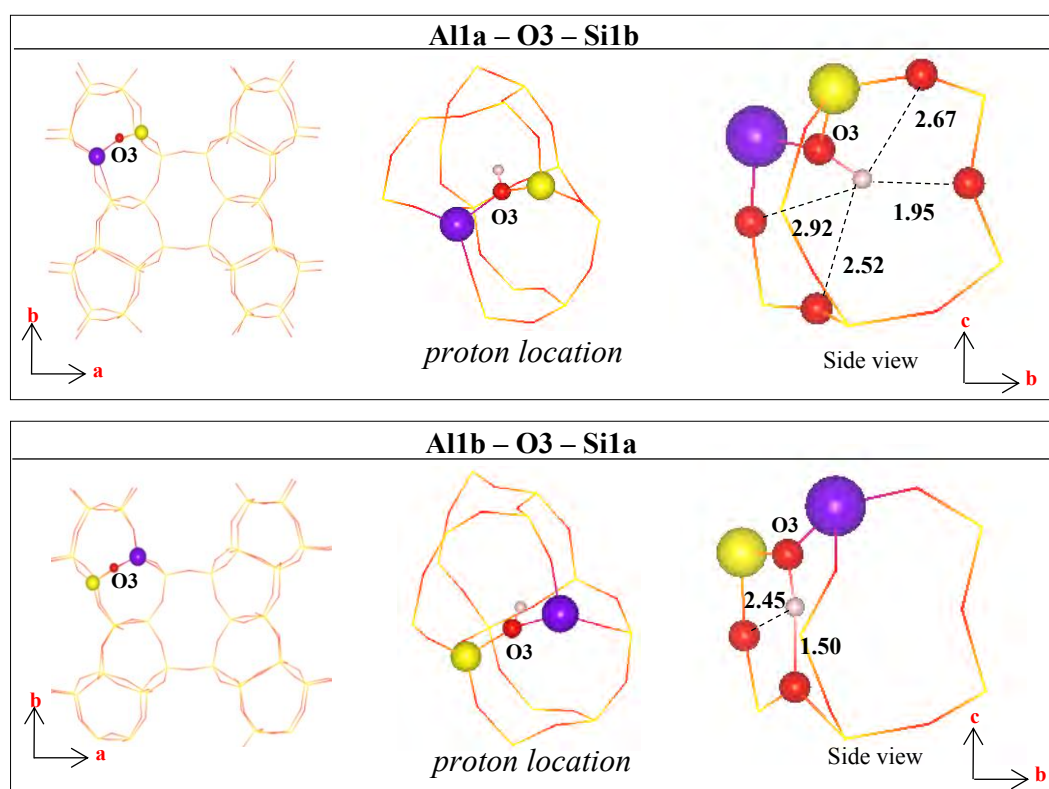 Al1a – O3 – Si1b
O3
b
a
O3
proton location
O3
2.67
1.95
2.92
2.52
Side view
c
b
Al1b – O3 – Si1a
O3
b
a
O3
proton location
O3
2.45
1.50
Side view
c
b